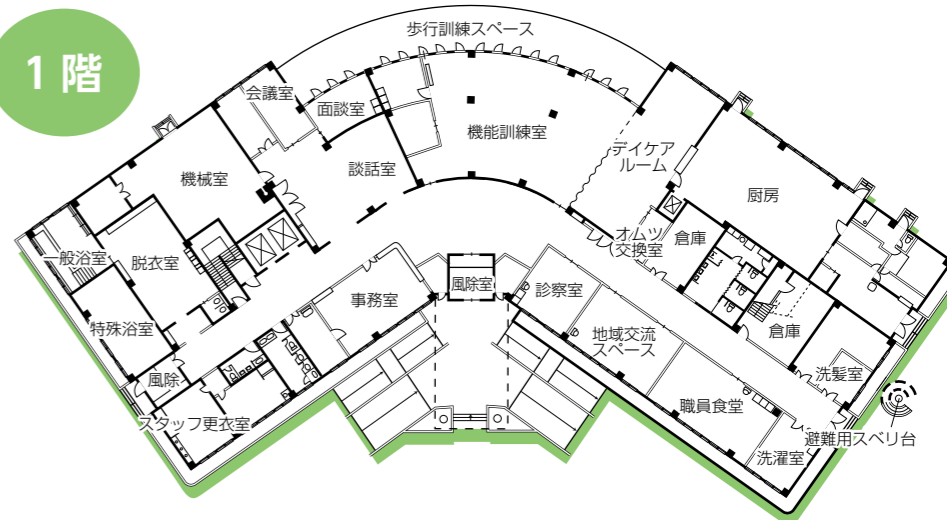 1階
歩行訓練スペース
会議室
面談室
機能訓練室
談話室
デイケア
ルーム
機械室
厨房
オムツ
交換室
倉庫
一般浴室
脱衣室
風除室
診察室
事務室
特殊浴室
地域交流
スペース
倉庫
洗髪室
風除
スタッフ更衣室
職員食堂
避難用スベリ台
洗濯室